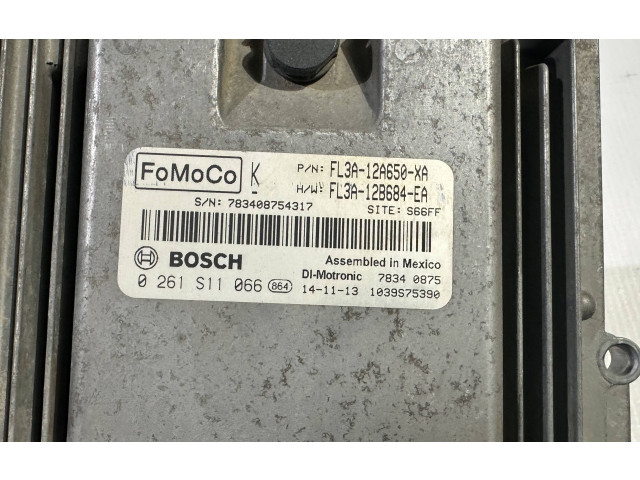 FoMoCo K P/N: FL3A-12A650-XA
H/W: FL3A-12B684-EA
S/N: 783408754317 SITE: S66FF
BOSCH Assembled in Mexico
DI-Motronic 7834 0875
0 261 S11 066 864 14-11-13 1039S75390